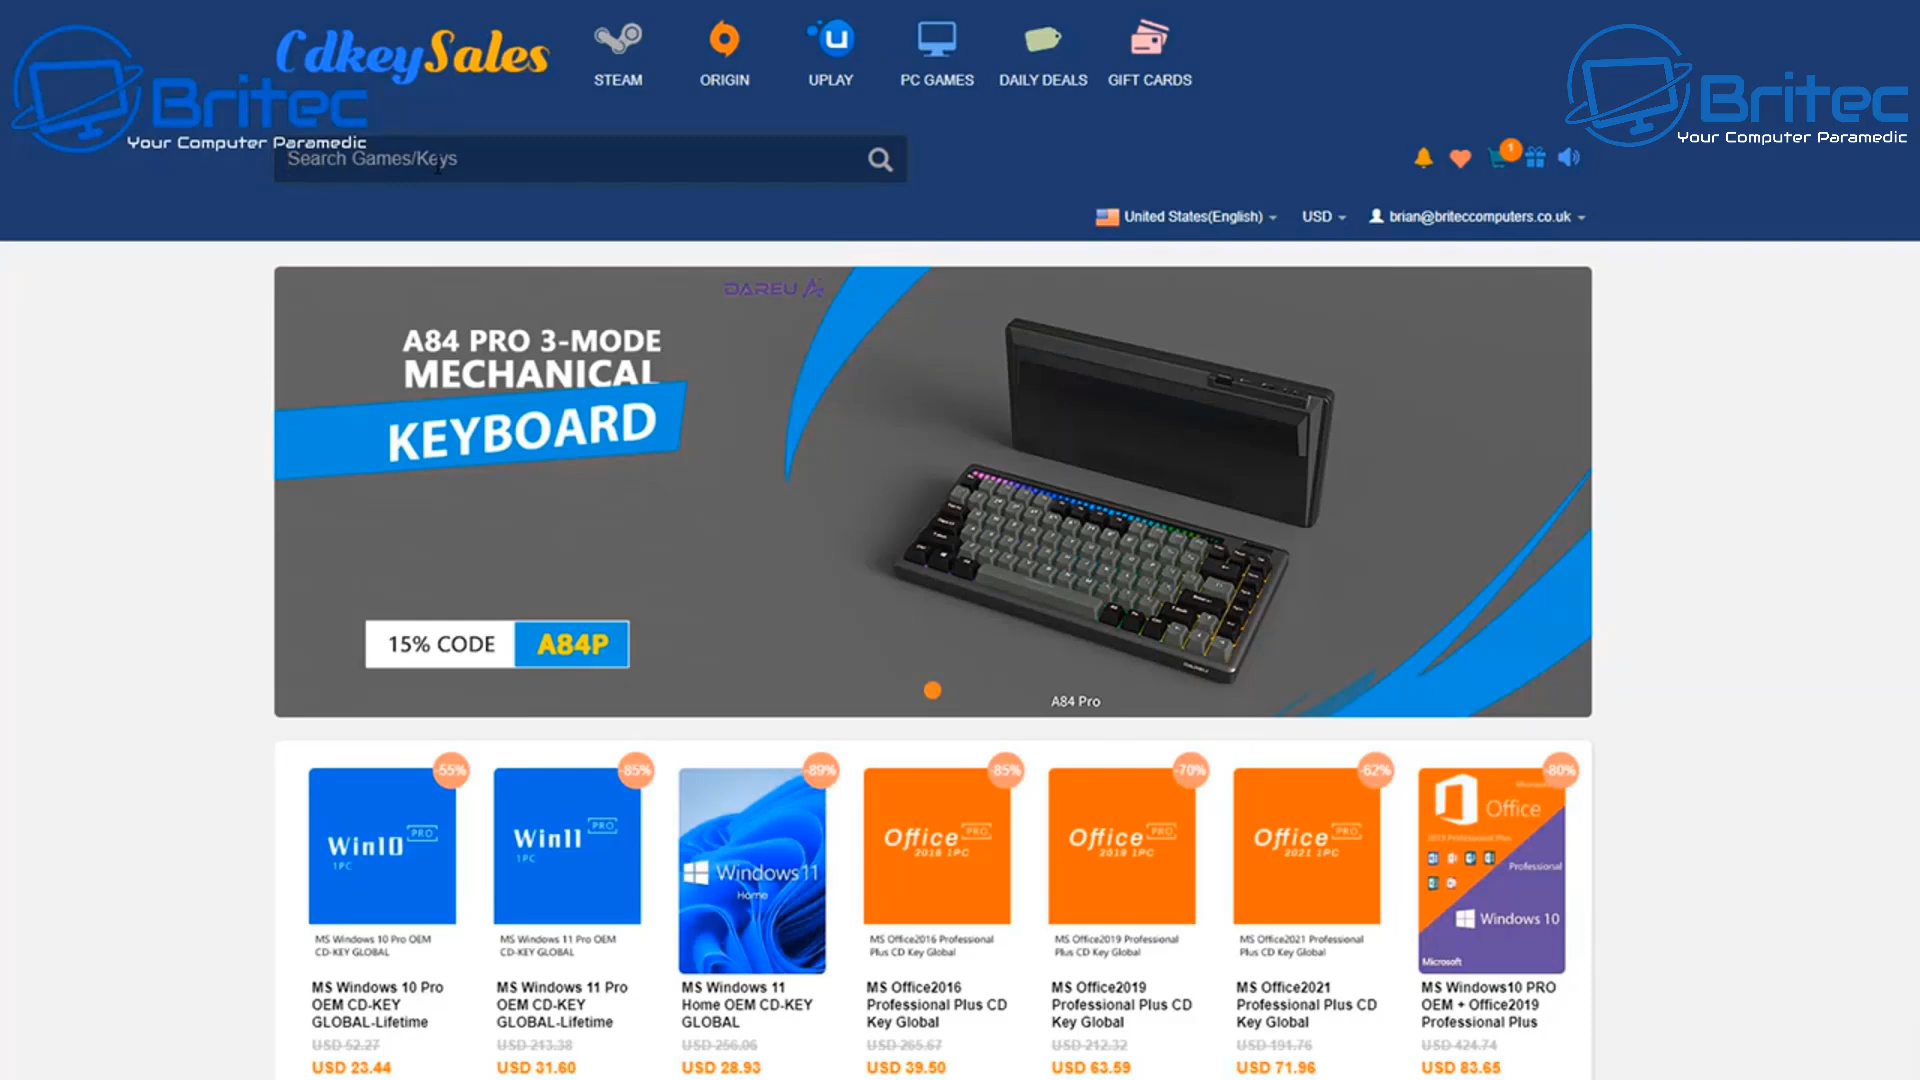 CdkeySales
STEAM
ORIGIN
UPLAY
PC GAMES
DAILY DEALS
GIFT CARDS
Britec
Your Computer Paramedic
Britec
Your Computer Paramedic
Search Games/Keys
1
United States(English)
USD
brian@briteccomputers.co.uk
DAREU
A84 PRO 3-MODE
MECHANICAL
KEYBOARD
15% CODE A84P
A84 Pro
-55%
-85%
-89%
-85%
-70%
-62%
-80%
Win10 PRO
1PC
MS Windows 10 Pro OEM
CD-KEY GLOBAL
Win11 PRO
1PC
MS Windows 11 Pro OEM
CD-KEY GLOBAL
Windows 11
Home
Office PRO
2016 1PC
MS Office2016 Professional
Plus CD Key Global
Office PRO
2019 1PC
MS Office2019 Professional
Plus CD Key Global
Office PRO
2021 1PC
MS Office2021 Professional
Plus CD Key Global
Office
2019 Professional Plus
Professional
Windows 10
Microsoft
MS Windows 10 Pro
OEM CD-KEY
GLOBAL-Lifetime
USD 52.27
USD 23.44
MS Windows 11 Pro
OEM CD-KEY
GLOBAL-Lifetime
USD 213.38
USD 31.60
MS Windows 11
Home OEM CD-KEY
GLOBAL
USD 256.06
USD 28.93
MS Office2016
Professional Plus CD
Key Global
USD 265.67
USD 39.50
MS Office2019
Professional Plus CD
Key Global
USD 212.32
USD 63.59
MS Office2021
Professional Plus CD
Key Global
USD 191.76
USD 71.96
MS Windows10 PRO
OEM + Office2019
Professional Plus
USD 424.74
USD 83.65